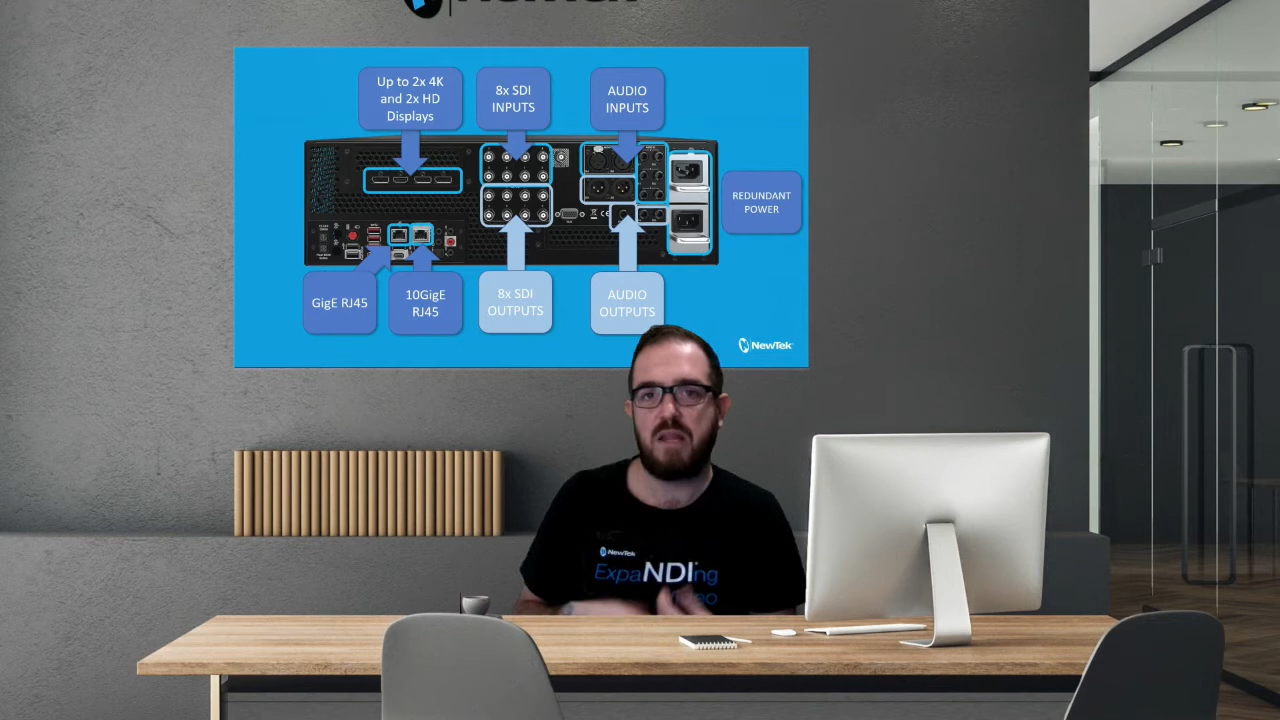 Up to 2x 4K
and 2x HD
Displays
8x SDI
INPUTS
AUDIO
INPUTS
REDUNDANT
POWER
GigE RJ45
10GigE
RJ45
8x SDI
OUTPUTS
AUDIO
OUTPUTS
NewTek
NewTek
ExpaNDIng